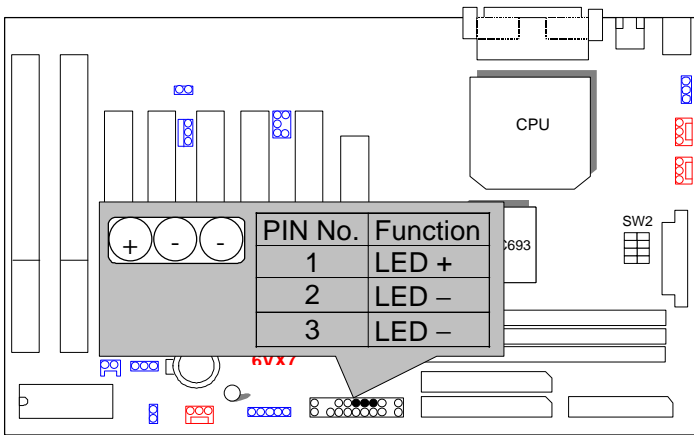 CPU
SW2
C693
+ - -
PIN No. Function
1 LED +
2 LED –
3 LED –
6VX7